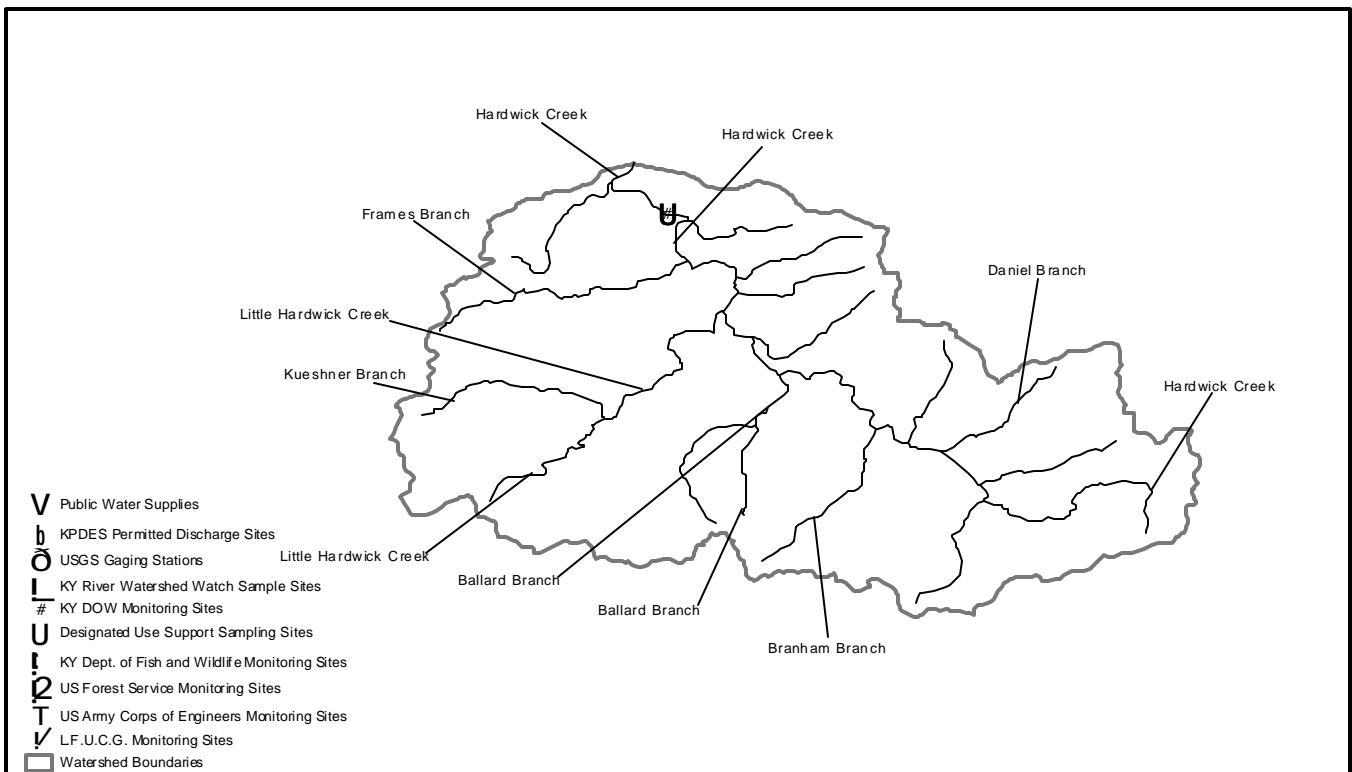 Hardwick Creek
Hardwick Creek
Frames Branch
Daniel Branch
Little Hardwick Creek
Kueshner Branch
Hardwick Creek
U
#
Little Hardwick Creek
Ballard Branch
Ballard Branch
Branham Branch
V Public Water Supplies
KPDES Permitted Discharge Sites
USGS Gaging Stations
KY River Watershed Watch Sample Sites
# KY DOW Monitoring Sites
U Designated Use Support Sampling Sites
KY Dept. of Fish and Wildlife Monitoring Sites
US Forest Service Monitoring Sites
T US Army Corps of Engineers Monitoring Sites
L.F.U.C.G. Monitoring Sites
Watershed Boundaries